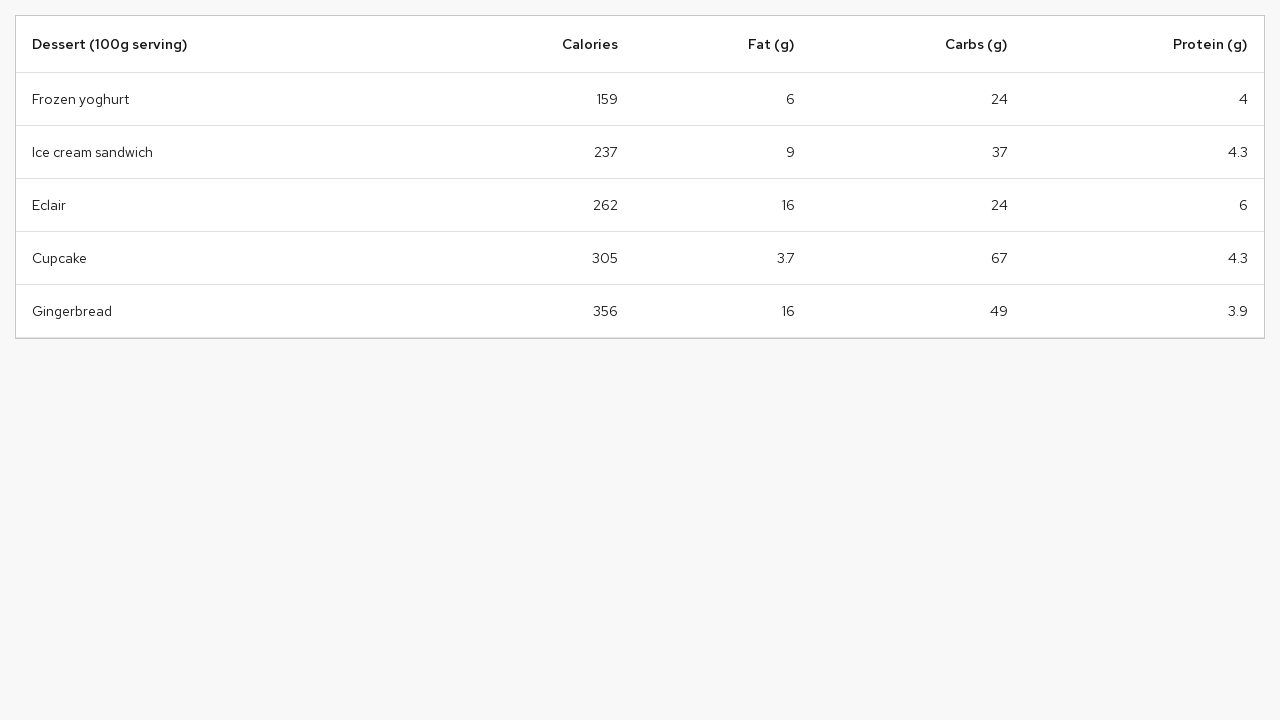 Dessert (100g serving) Calories Fat (g) Carbs (g) Protein (g)
Frozen yoghurt 159 6 24 4
Ice cream sandwich 237 9 37 4.3
Eclair 262 16 24 6
Cupcake 305 3.7 67 4.3
Gingerbread 356 16 49 3.9